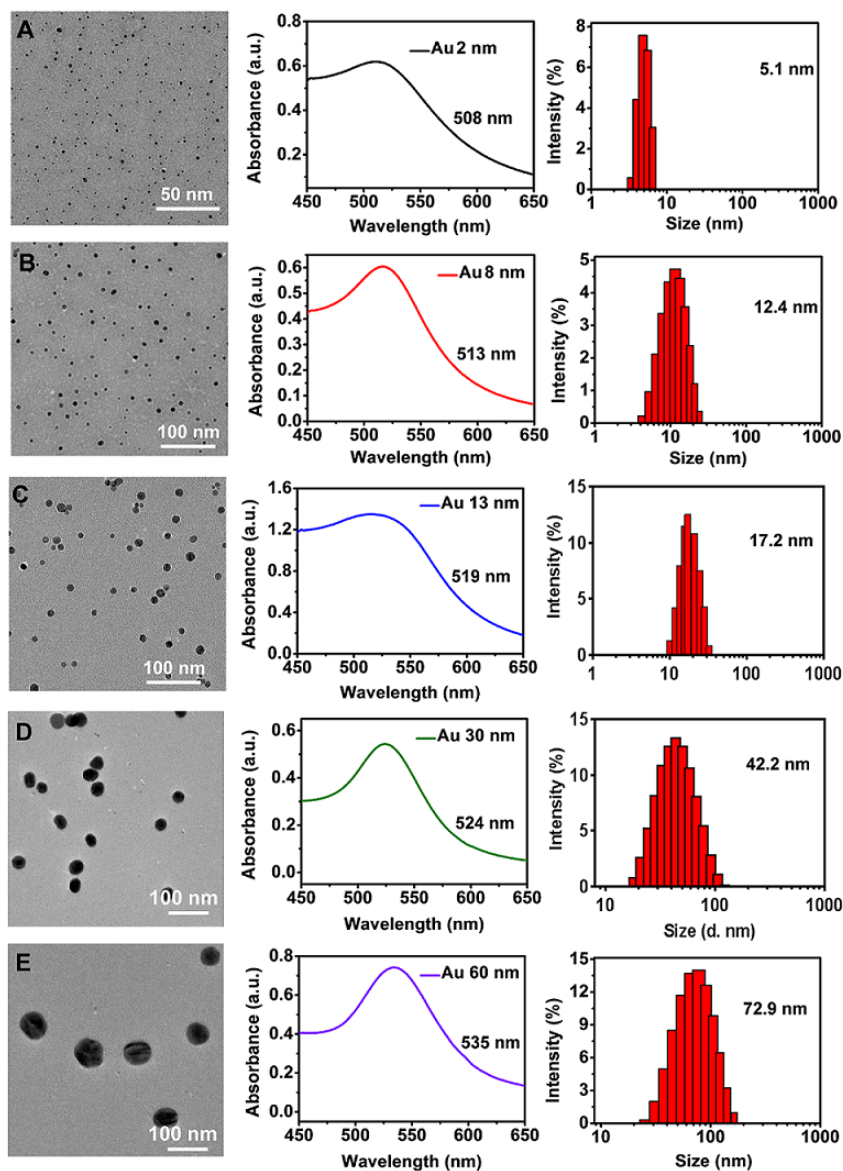 A
50 nm
0.8
0.6
0.4
0.2
Absorbance (a.u.)
Au 2 nm
508 nm
450 500 550 600 650
Wavelength (nm)
8
6
4
2
0
Intensity (%)
5.1 nm
1 10 100 1000
Size (nm)
B
100 nm
0.6
0.5
0.4
0.3
0.2
0.1
0.0
Absorbance (a.u.)
Au 8 nm
513 nm
450 500 550 600 650
Wavelength (nm)
5
4
3
2
1
0
Intensity (%)
12.4 nm
1 10 100 1000
Size (nm)
C
100 nm
1.6
1.2
0.8
0.4
0.0
Absorbance (a.u.)
Au 13 nm
519 nm
450 500 550 600 650
Wavelength (nm)
15
10
5
0
Intensity (%)
17.2 nm
1 10 100 1000
D
100 nm
0.6
0.4
0.2
0.0
Absorbance (a.u.)
Au 30 nm
524 nm
450 500 550 600 650
Wavelength (nm)
15
10
5
0
Intensity (%)
42.2 nm
10 100 1000
Size (d. nm)
E
100 nm
0.8
0.6
0.4
0.2
0.0
Absorbance (a.u.)
Au 60 nm
535 nm
450 500 550 600 650
Wavelength (nm)
15
12
9
6
3
0
Intensity (%)
72.9 nm
10 100 1000
Size (nm)